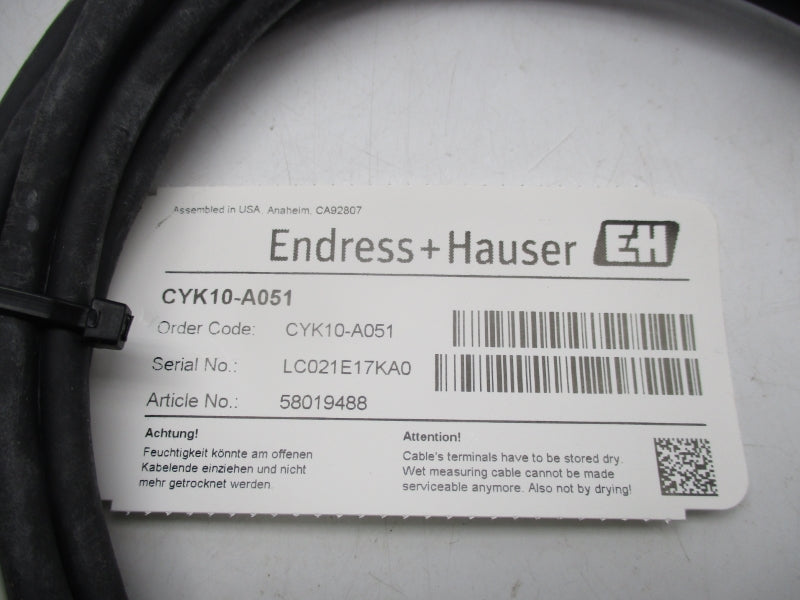 Assembled in USA, Anaheim, CA92807
Endress+Hauser EH
CYK10-A051
Order Code: CYK10-A051
Serial No.: LC021E17KA0
Article No.: 58019488
Achtung!
Feuchtigkeit könnte am offenen
Kabelende einziehen und nicht
mehr getrocknet werden.
Attention!
Cable's terminals have to be stored dry.
Wet measuring cable cannot be made
serviceable anymore. Also not by drying!